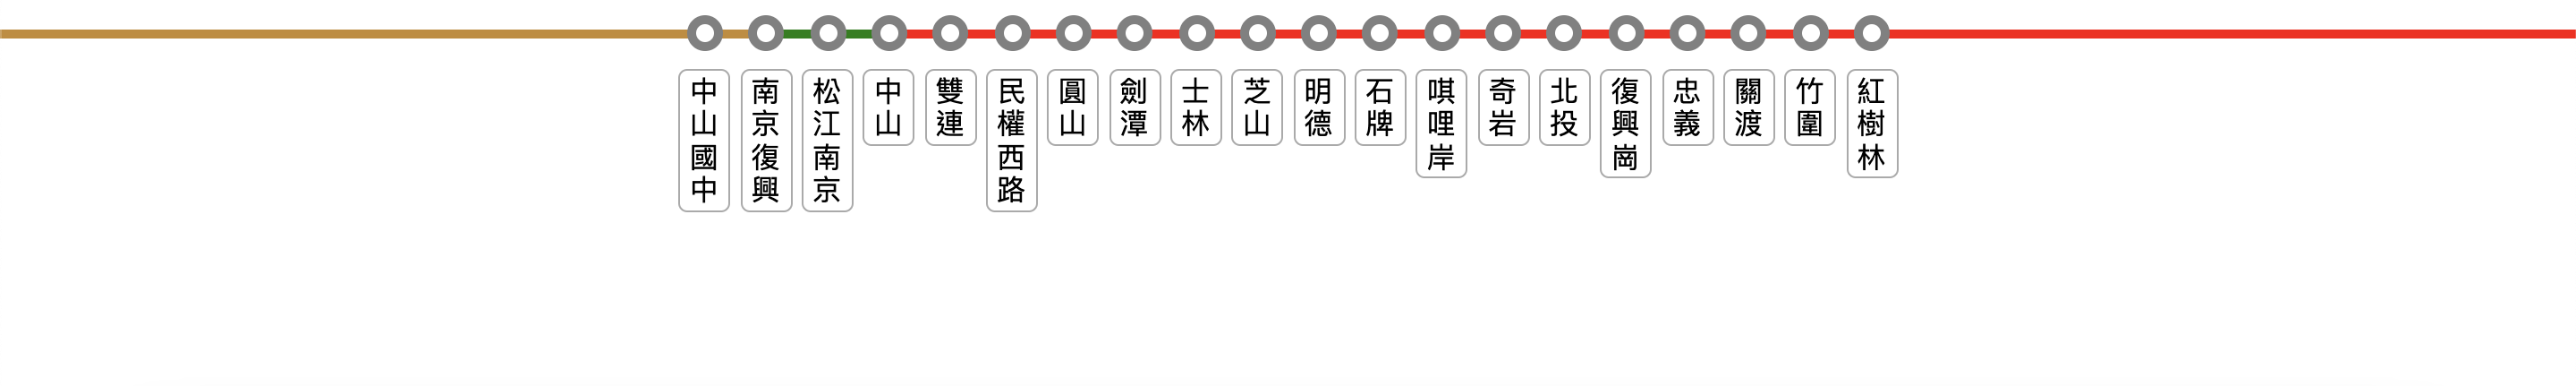 中山國中
南京復興
松江南京
中山
雙連
民權西路
圓山
劍潭
士林
芝山
明德
石牌
唭哩岸
奇岩
北投
復興崗
忠義
關渡
竹圍
紅樹林